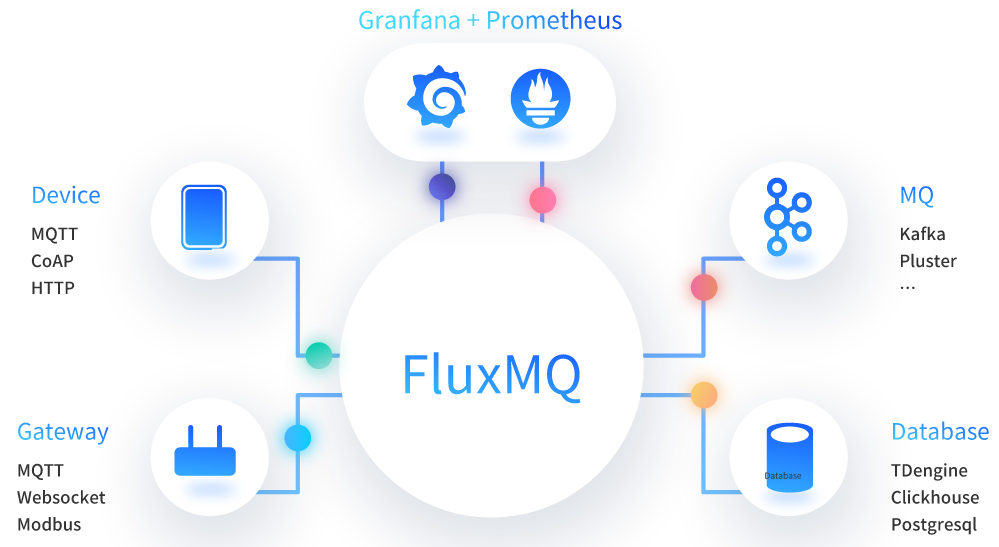 Granfana + Prometheus
Device
MQTT
CoAP
HTTP
MQ
Kafka
Pluster
...
FluxMQ
Gateway
MQTT
Websocket
Modbus
Database
Database
TDengine
Clickhouse
Postgresql